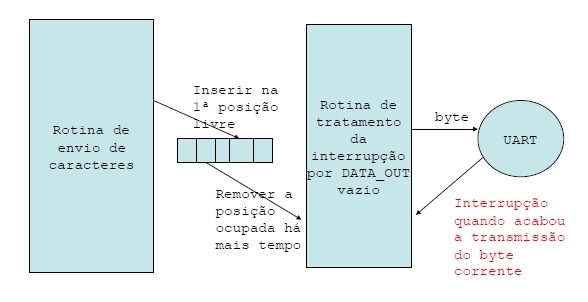 Rotina de
envio de
caracteres
Inserir na
1ª posição
livre
Remover a
posição
ocupada há
mais tempo
Rotina de
tratamento
da
interrupção
por DATA_OUT
vazio
byte
UART
Interrupção
quando acabou
a transmissão
do byte
corrente